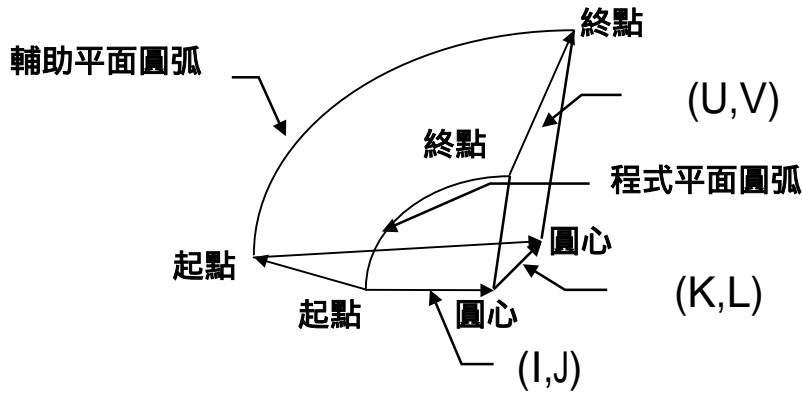 終點
輔助平面圓弧
(U,V)
終點
程式平面圓弧
圓心
起點
(K,L)
起點
圓心
(I,J)